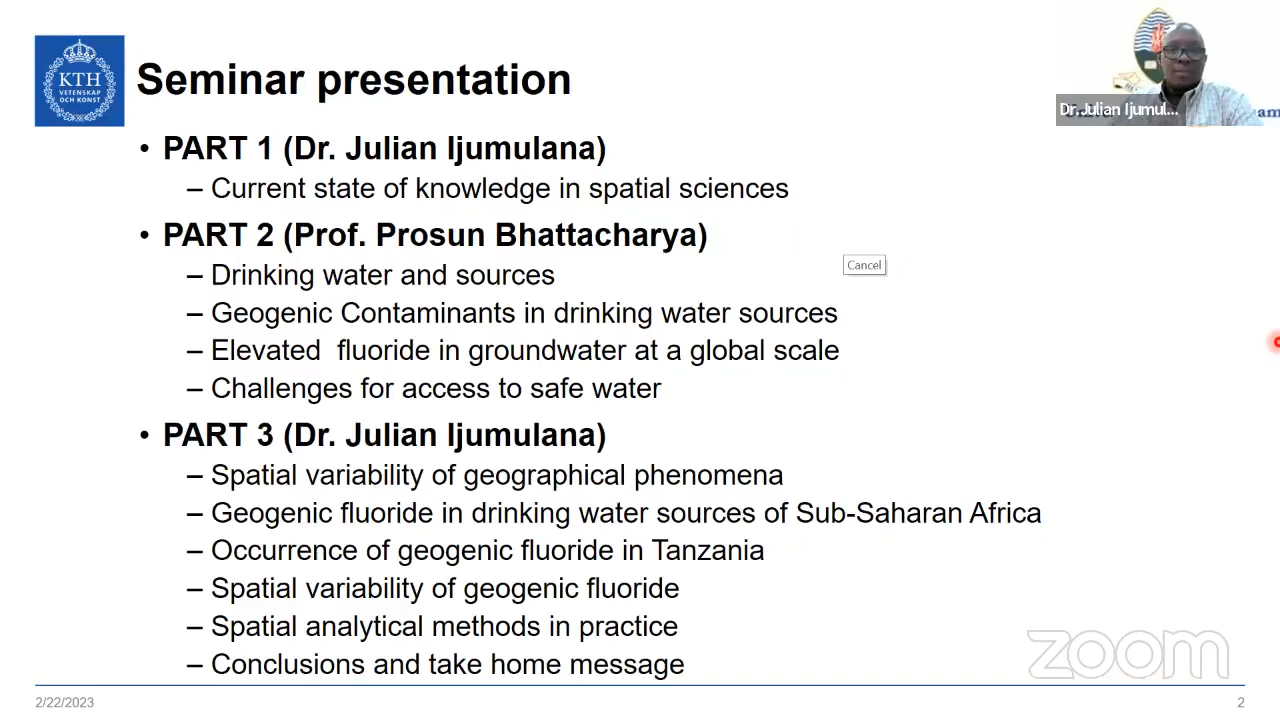 KTH
VETENSKAP
OCH KONST
Seminar presentation
Dr. Julian Ijumul...
am
• PART 1 (Dr. Julian Ijumulana)
– Current state of knowledge in spatial sciences
• PART 2 (Prof. Prosun Bhattacharya)
– Drinking water and sources
Cancel
– Geogenic Contaminants in drinking water sources
– Elevated fluoride in groundwater at a global scale
– Challenges for access to safe water
• PART 3 (Dr. Julian Ijumulana)
– Spatial variability of geographical phenomena
– Geogenic fluoride in drinking water sources of Sub-Saharan Africa
– Occurrence of geogenic fluoride in Tanzania
– Spatial variability of geogenic fluoride
– Spatial analytical methods in practice
– Conclusions and take home message
zoom
2/22/2023
2